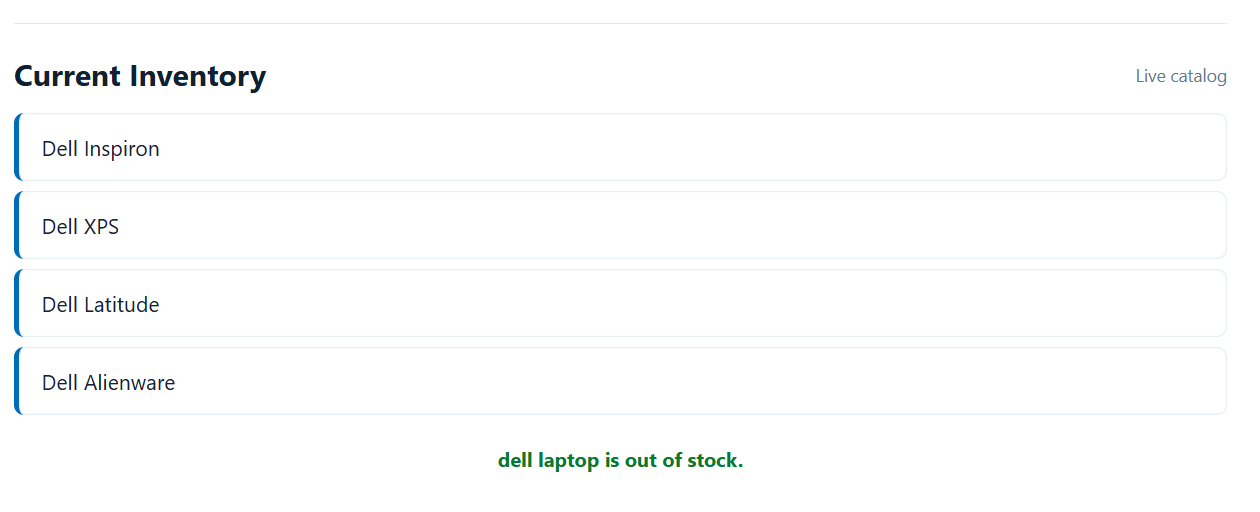 Current Inventory
Live catalog
Dell Inspiron
Dell XPS
Dell Latitude
Dell Alienware
dell laptop is out of stock.